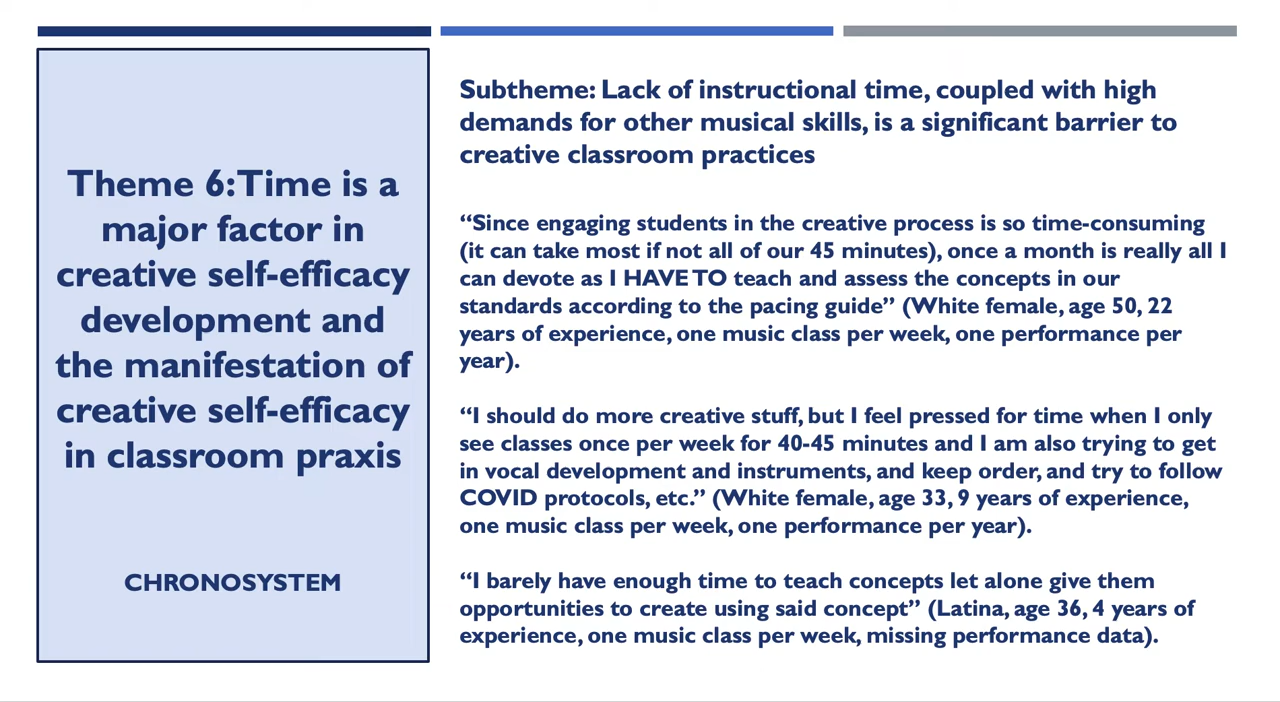 Theme 6: Time is a
major factor in
creative self-efficacy
development and
the manifestation of
creative self-efficacy
in classroom praxis
CHRONOSYSTEM
Subtheme: Lack of instructional time, coupled with high
demands for other musical skills, is a significant barrier to
creative classroom practices
“Since engaging students in the creative process is so time-consuming
(it can take most if not all of our 45 minutes), once a month is really all I
can devote as I HAVE TO teach and assess the concepts in our
standards according to the pacing guide” (White female, age 50, 22
years of experience, one music class per week, one performance per
year).
“I should do more creative stuff, but I feel pressed for time when I only
see classes once per week for 40-45 minutes and I am also trying to get
in vocal development and instruments, and keep order, and try to follow
COVID protocols, etc.” (White female, age 33, 9 years of experience,
one music class per week, one performance per year).
“I barely have enough time to teach concepts let alone give them
opportunities to create using said concept” (Latina, age 36, 4 years of
experience, one music class per week, missing performance data).